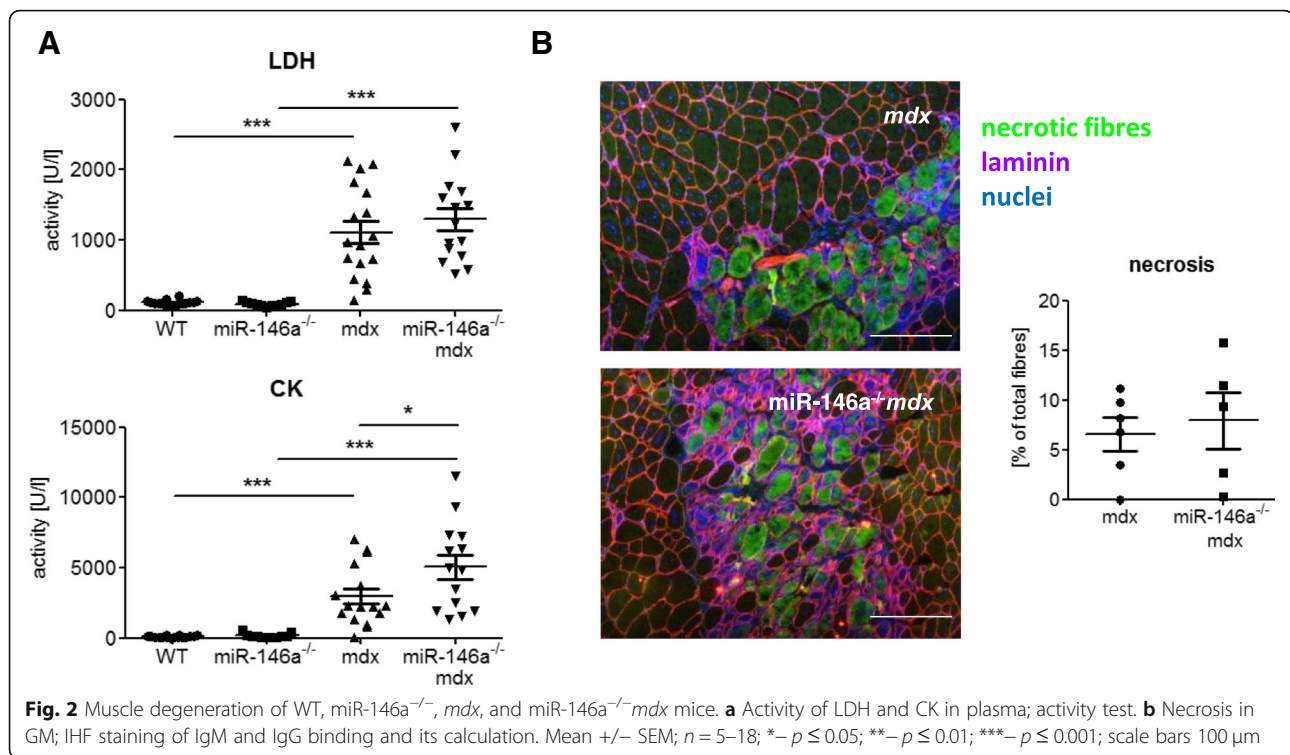 A
LDH
3000
2000
1000
0
activity [U/l]
***
***
WT miR-146a-/- mdx miR-146a-/-
mdx
CK
15000
10000
5000
0
activity [U/l]
*
***
***
WT miR-146a-/- mdx miR-146a-/-
mdx
B
mdx
miR-146a-/-mdx
necrotic fibres
laminin
nuclei
necrosis
20
15
10
5
0
[% of total fibres]
mdx miR-146a-/-
mdx
Fig. 2 Muscle degeneration of WT, miR-146a−/−, mdx, and miR-146a−/−mdx mice. a Activity of LDH and CK in plasma; activity test. b Necrosis in
GM; IHF staining of IgM and IgG binding and its calculation. Mean +/− SEM; n = 5–18; *– p ≤ 0.05; **– p ≤ 0.01; ***– p ≤ 0.001; scale bars 100 μm